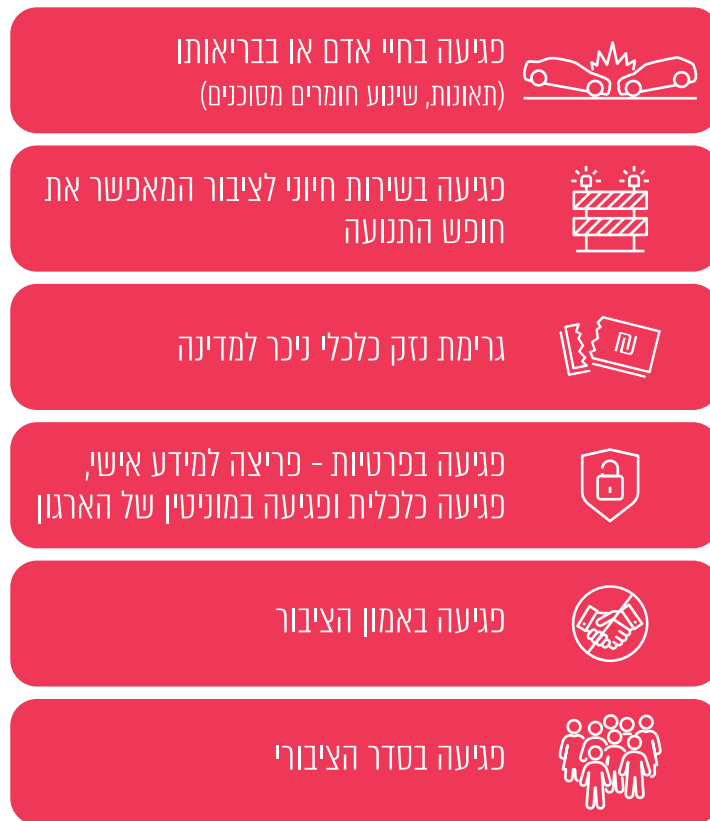 פגיעה בחיי אדם או בבריאותו
(תאונות, שינוע חומרים מסוכנים)
פגיעה בשירות חיוני לציבור המאפשר את
חופש התנועה
גרימת נזק כלכלי ניכר למדינה
₪
פגיעה בפרטיות - פריצה למידע אישי,
פגיעה כלכלית ופגיעה במוניטין של הארגון
פגיעה באמון הציבור
פגיעה בסדר הציבורי